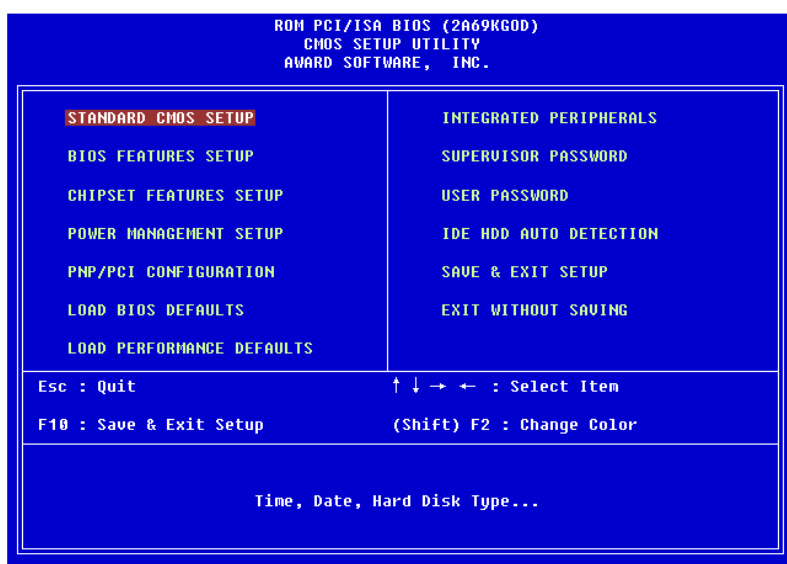 ROM PCI/ISA BIOS (2A69KGOD)
CMOS SETUP UTILITY
AWARD SOFTWARE, INC.
STANDARD CMOS SETUP
BIOS FEATURES SETUP
CHIPSET FEATURES SETUP
POWER MANAGEMENT SETUP
PNP/PCI CONFIGURATION
LOAD BIOS DEFAULTS
LOAD PERFORMANCE DEFAULTS
INTEGRATED PERIPHERALS
SUPERVISOR PASSWORD
USER PASSWORD
IDE HDD AUTO DETECTION
SAVE & EXIT SETUP
EXIT WITHOUT SAVING
Esc : Quit
↑ ↓ → ← : Select Item
F10 : Save & Exit Setup
(Shift) F2 : Change Color
Time, Date, Hard Disk Type...